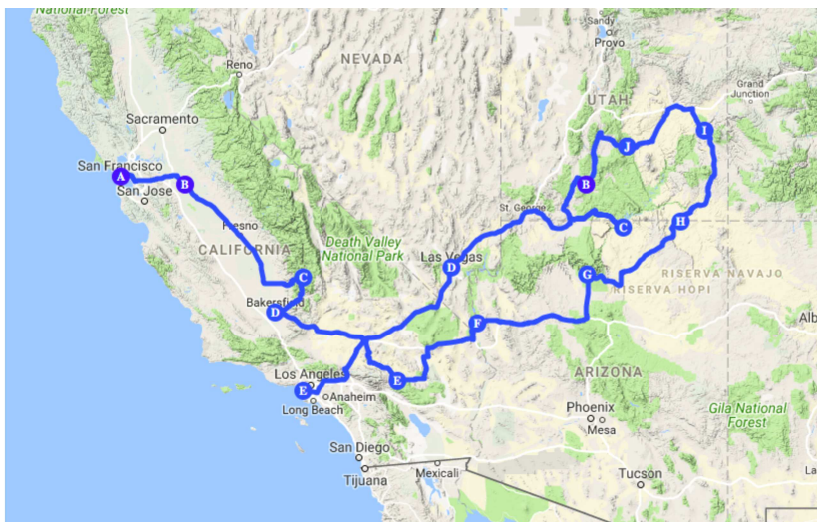 National-Forest
Sandy
Provo
Reno
NEVADA
Grand
Junction
UTAH
Sacramento
I
J
San Francisco
A
B
B
San Jose
St. George
H
C
Fresno
CALIFORNIA
Death Valley
National Park
Las Vegas
D
C
G
RISERVA NAVAJO
RISERVA HOPI
Bakersfield
D
F
Alb
Los Angeles
E
E
Anaheim
Long Beach
ARIZONA
Phoenix
Mesa
Gila National
Forest
San Diego
Tijuana
Mexicali
Tucson
La